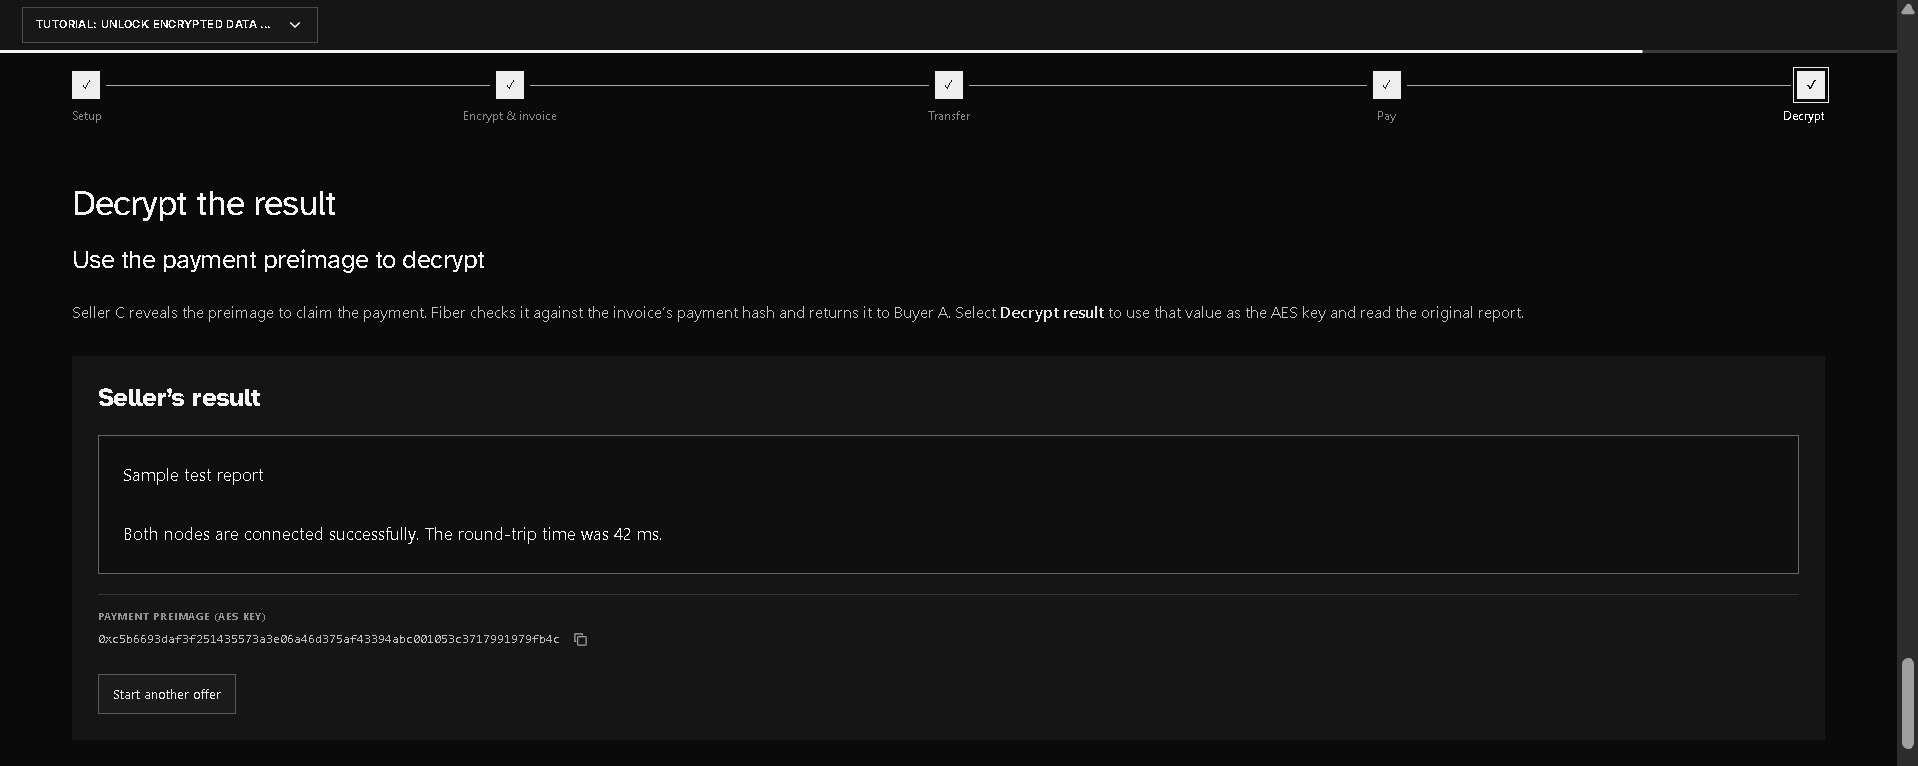 TUTORIAL: UNLOCK ENCRYPTED DATA ...
Setup
Encrypt & invoice
Transfer
Pay
Decrypt
Decrypt the result
Use the payment preimage to decrypt
Seller C reveals the preimage to claim the payment. Fiber checks it against the invoice’s payment hash and returns it to Buyer A. Select Decrypt result to use that value as the AES key and read the original report.
Seller’s result
Sample test report
Both nodes are connected successfully. The round-trip time was 42 ms.
PAYMENT PREIMAGE (AES KEY)
0xc5b6693daf3f251435573a3e06a46d375af43394abc001053c3717991979fb4c
Start another offer